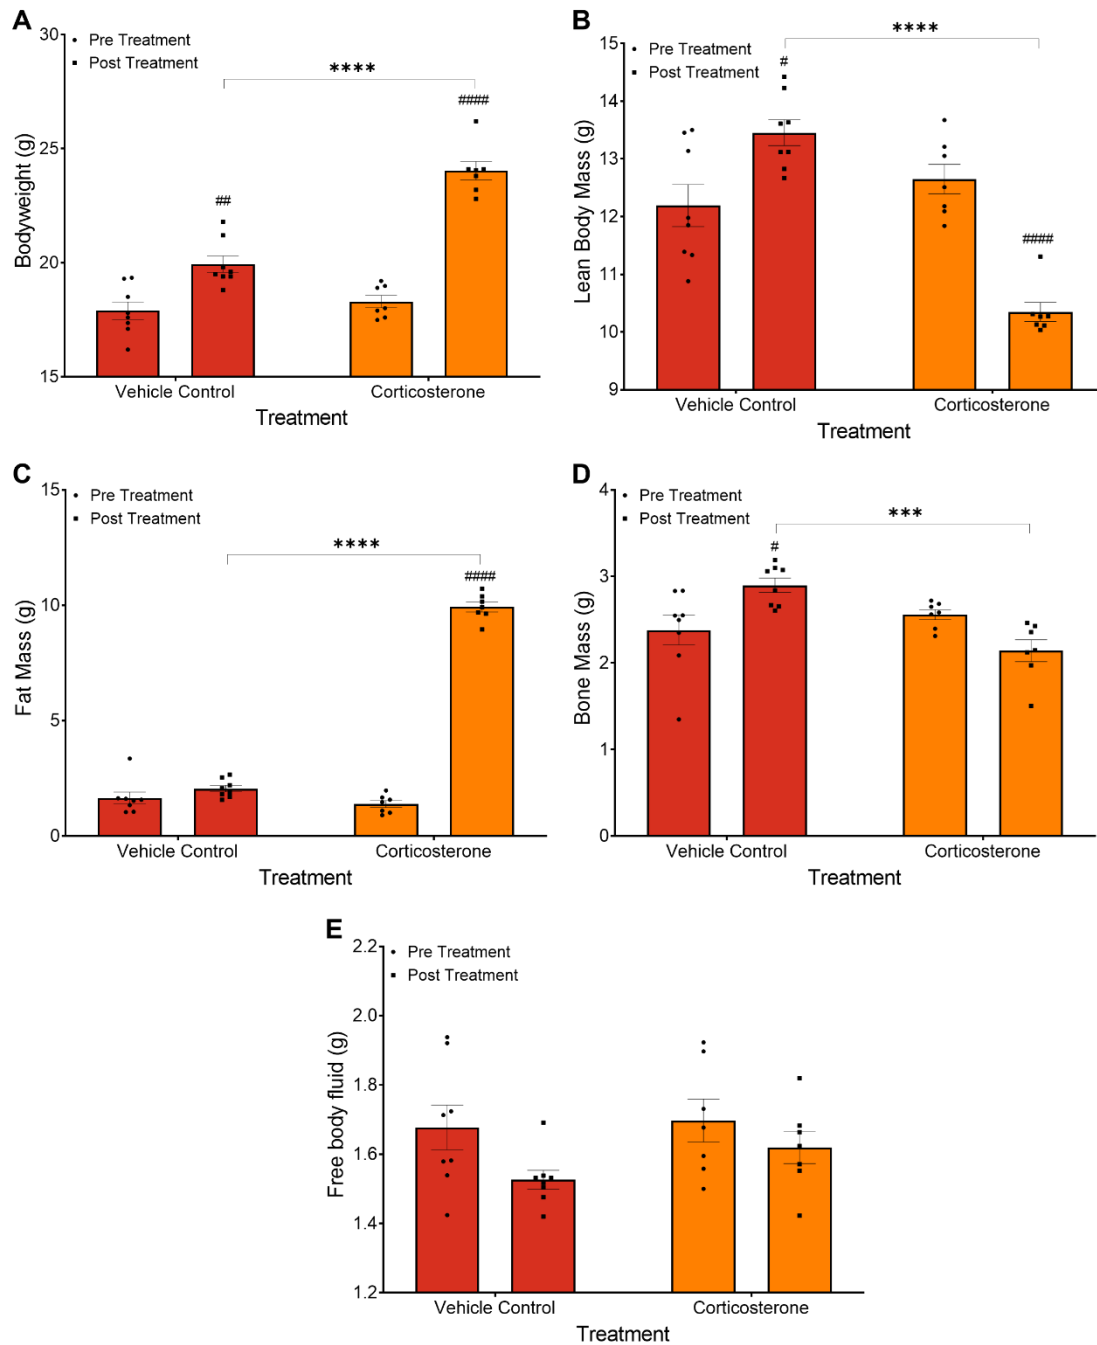 A
30
Pre Treatment
Post Treatment
****
####
25
##
20
15
Bodyweight (g)
Vehicle Control
Corticosterone
Treatment
B
****
15
Pre Treatment
#
Post Treatment
14
13
12
####
11
10
9
Lean Body Mass (g)
Vehicle Control
Corticosterone
Treatment
C
15
Pre Treatment
Post Treatment
****
####
10
5
0
Fat Mass (g)
Vehicle Control
Corticosterone
Treatment
D
4
Pre Treatment
Post Treatment
***
#
3
2
1
0
Bone Mass (g)
Vehicle Control
Corticosterone
Treatment
E
2.2
Pre Treatment
Post Treatment
2.0
1.8
1.6
1.4
1.2
Free body fluid (g)
Vehicle Control
Corticosterone
Treatment